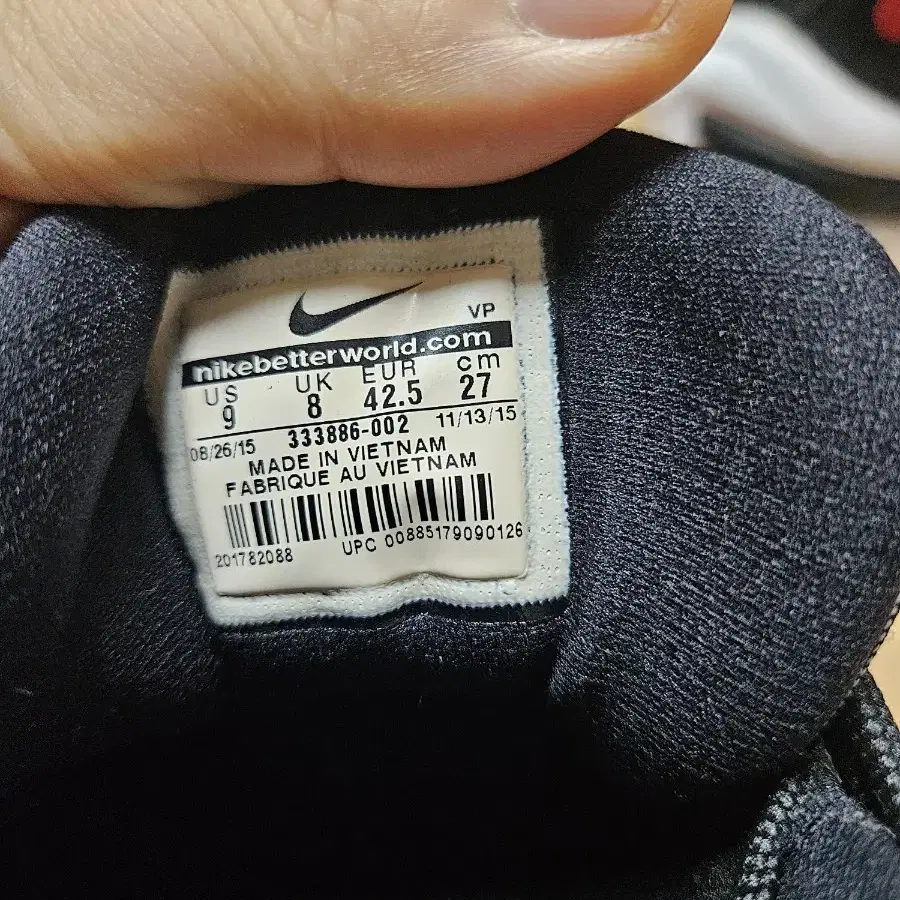 VP
nikebetterworld.com
US UK EUR cm
9 8 42.5 27
08/26/15 333886-002 11/13/15
MADE IN VIETNAM
FABRIQUE AU VIETNAM
201782088 UPC 00885179090126